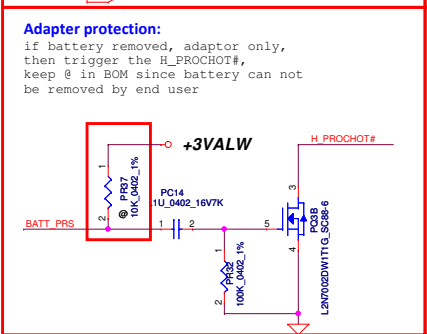 Adapter protection:
if battery removed, adaptor only,
then trigger the H_PROCHOT#,
keep @ in BOM since battery can not
be removed by end user
+3VALW
H_PROCHOT#
1
PR37
10K_0402_1%
@
2
PC14
.1U_0402_16V7K
BATT_PRS
1
2
5
3
4
PQ3B
L2N7002DW1T1G_SC88-6
1
PR32
100K_0402_1%
2